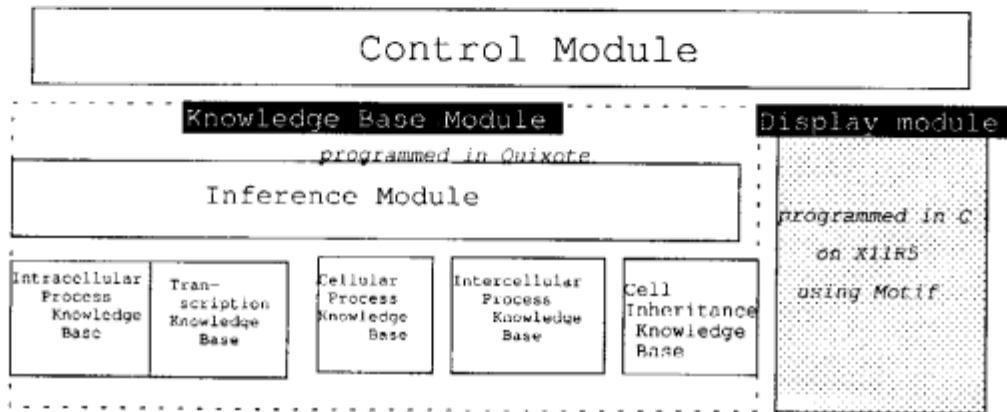 Control Module
Knowledge Base Module
programmed in Quixote
Inference Module
Intracellular
Process
Knowledge
Base
Tran-
scription
Knowledge
Base
Cellular
Process
Knowledge
Base
Intercellular
Process
Knowledge
Base
Cell
Inheritance
Knowledge
Base
Display module
programmed in C
on X11R5
using Motif